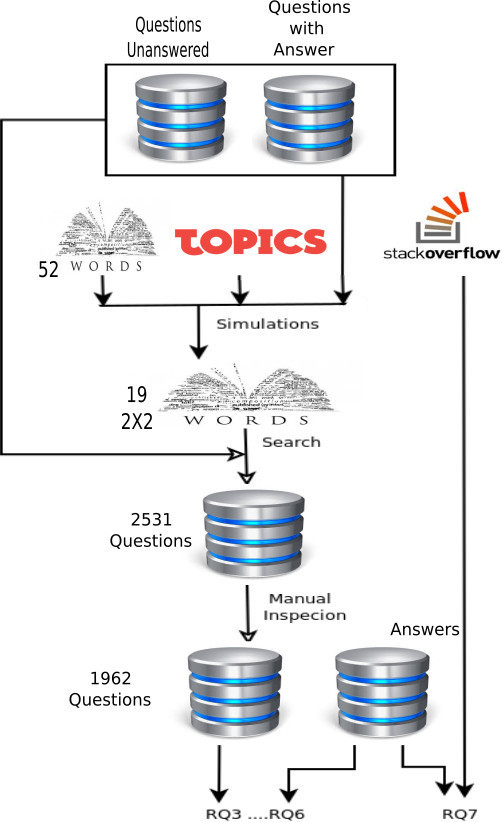 Questions
Unanswered
Questions
with
Answer
52 WORDS
TOPICS
stackoverflow
Simulations
19
2X2
WORDS
Search
2531
Questions
Manual
Inspecion
Answers
1962
Questions
RQ3 ....RQ6
RQ7